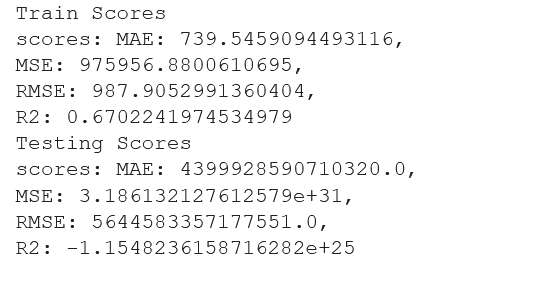 Train Scores
scores: MAE: 739.5459094493116,
MSE: 975956.8800610695,
RMSE: 987.9052991360404,
R2: 0.6702241974534979
Testing Scores
scores: MAE: 4399928590710320.0,
MSE: 3.186132127612579e+31,
RMSE: 5644583357177551.0,
R2: -1.1548236158716282e+25